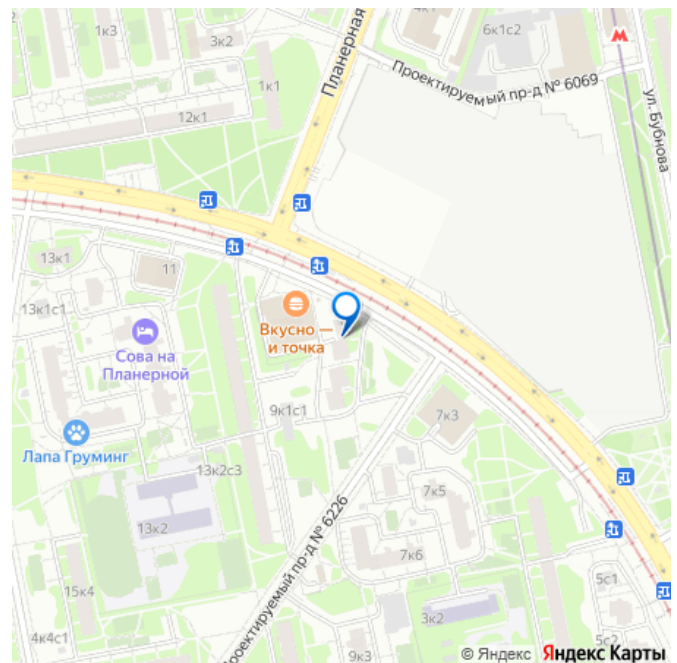 4к1
6к1с2
1к3
3к2
Планерная
Проектируемый пр-д № 6069
ул. Бубнова
1к1
12к1
13к1
11
13к1с1
Вкусно —
и точка
Сова на
Планерной
9к1с1
7к3
Лапа Груминг
13к2с3
7к5
13к2
Проектируемый пр-д № 6226
7к6
15к4
5с1
3к2
4к4с1
9к3
5с2
© Яндекс Яндекс Карты